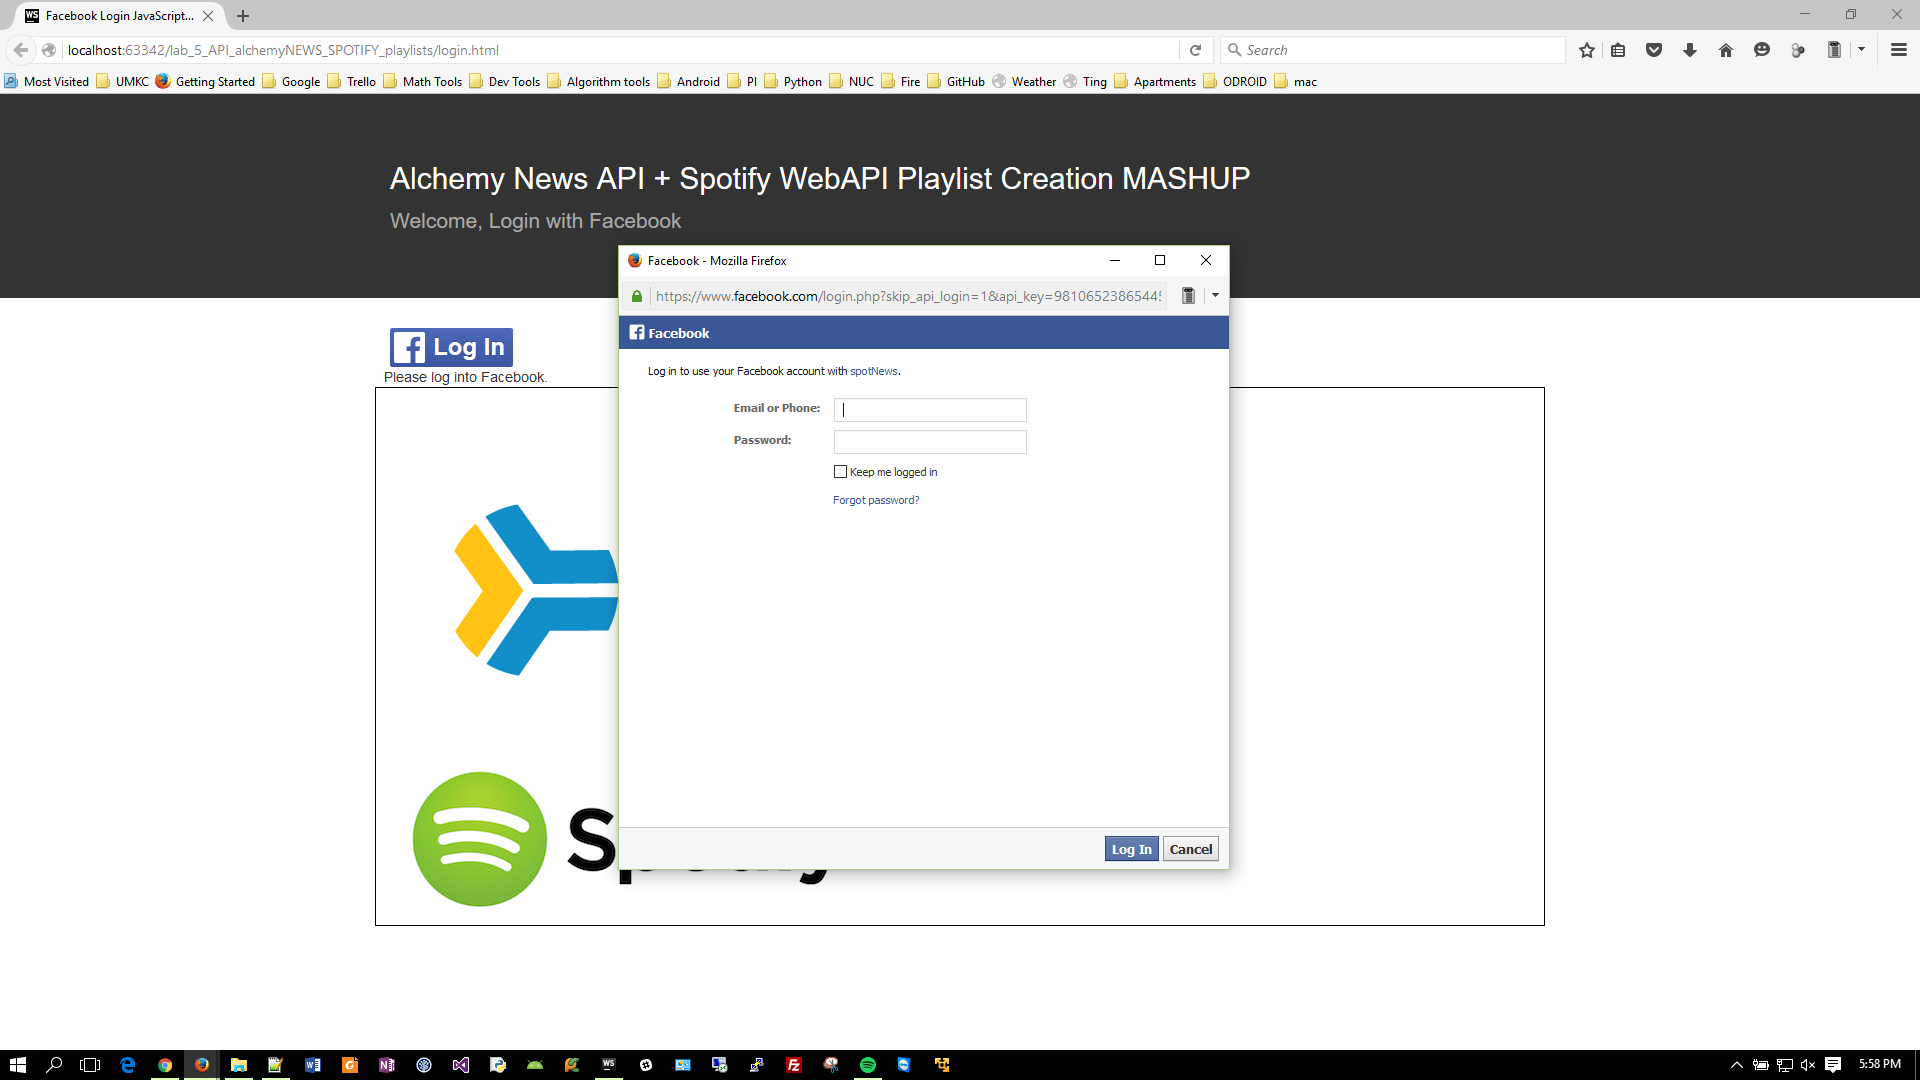 WS Facebook Login JavaScript...
localhost:63342/lab_5_API_alchemyNEWS_SPOTIFY_playlists/login.html
Search
Most Visited UMKC Getting Started Google Trello Math Tools Dev Tools Algorithm tools Android PI Python NUC Fire GitHub Weather Ting Apartments ODROID mac
Alchemy News API + Spotify WebAPI Playlist Creation MASHUP
Welcome, Login with Facebook
Facebook - Mozilla Firefox
https://www.facebook.com/login.php?skip_api_login=1&api_key=98106523865445
Facebook
Log In
Log in to use your Facebook account with spotNews.
Please log into Facebook.
Email or Phone:
Password:
Keep me logged in
Forgot password?
Log In Cancel
5:58 PM